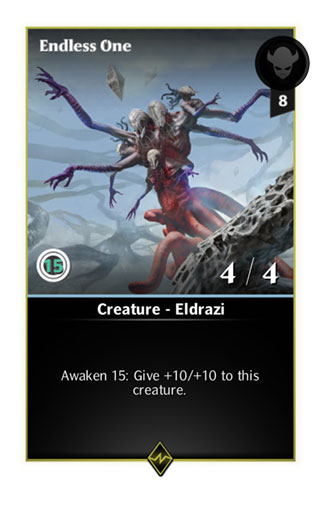 Endless One
8
15
4 / 4
Creature - Eldrazi
Awaken 15: Give +10/+10 to this
creature.